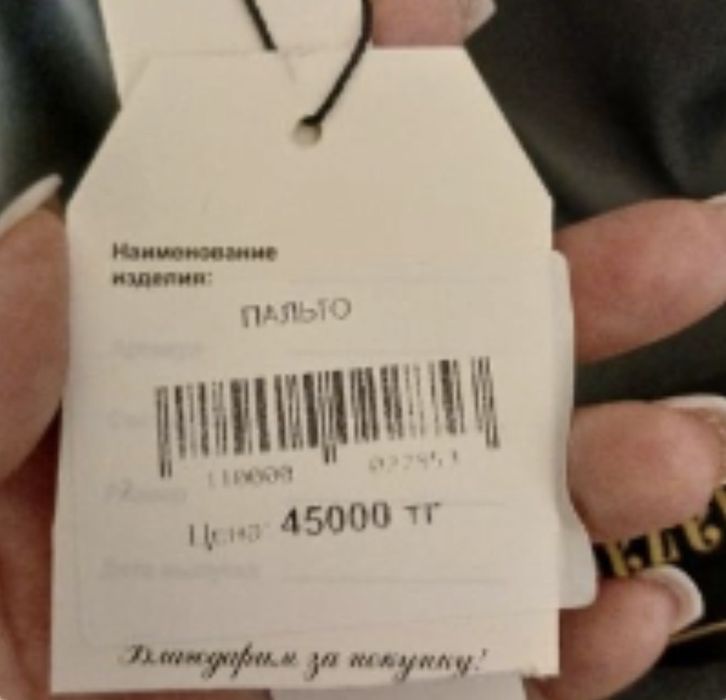 Наименование
изделия:
ПАЛЬТО
Цена: 45000 тг
Благодарим за покупку!